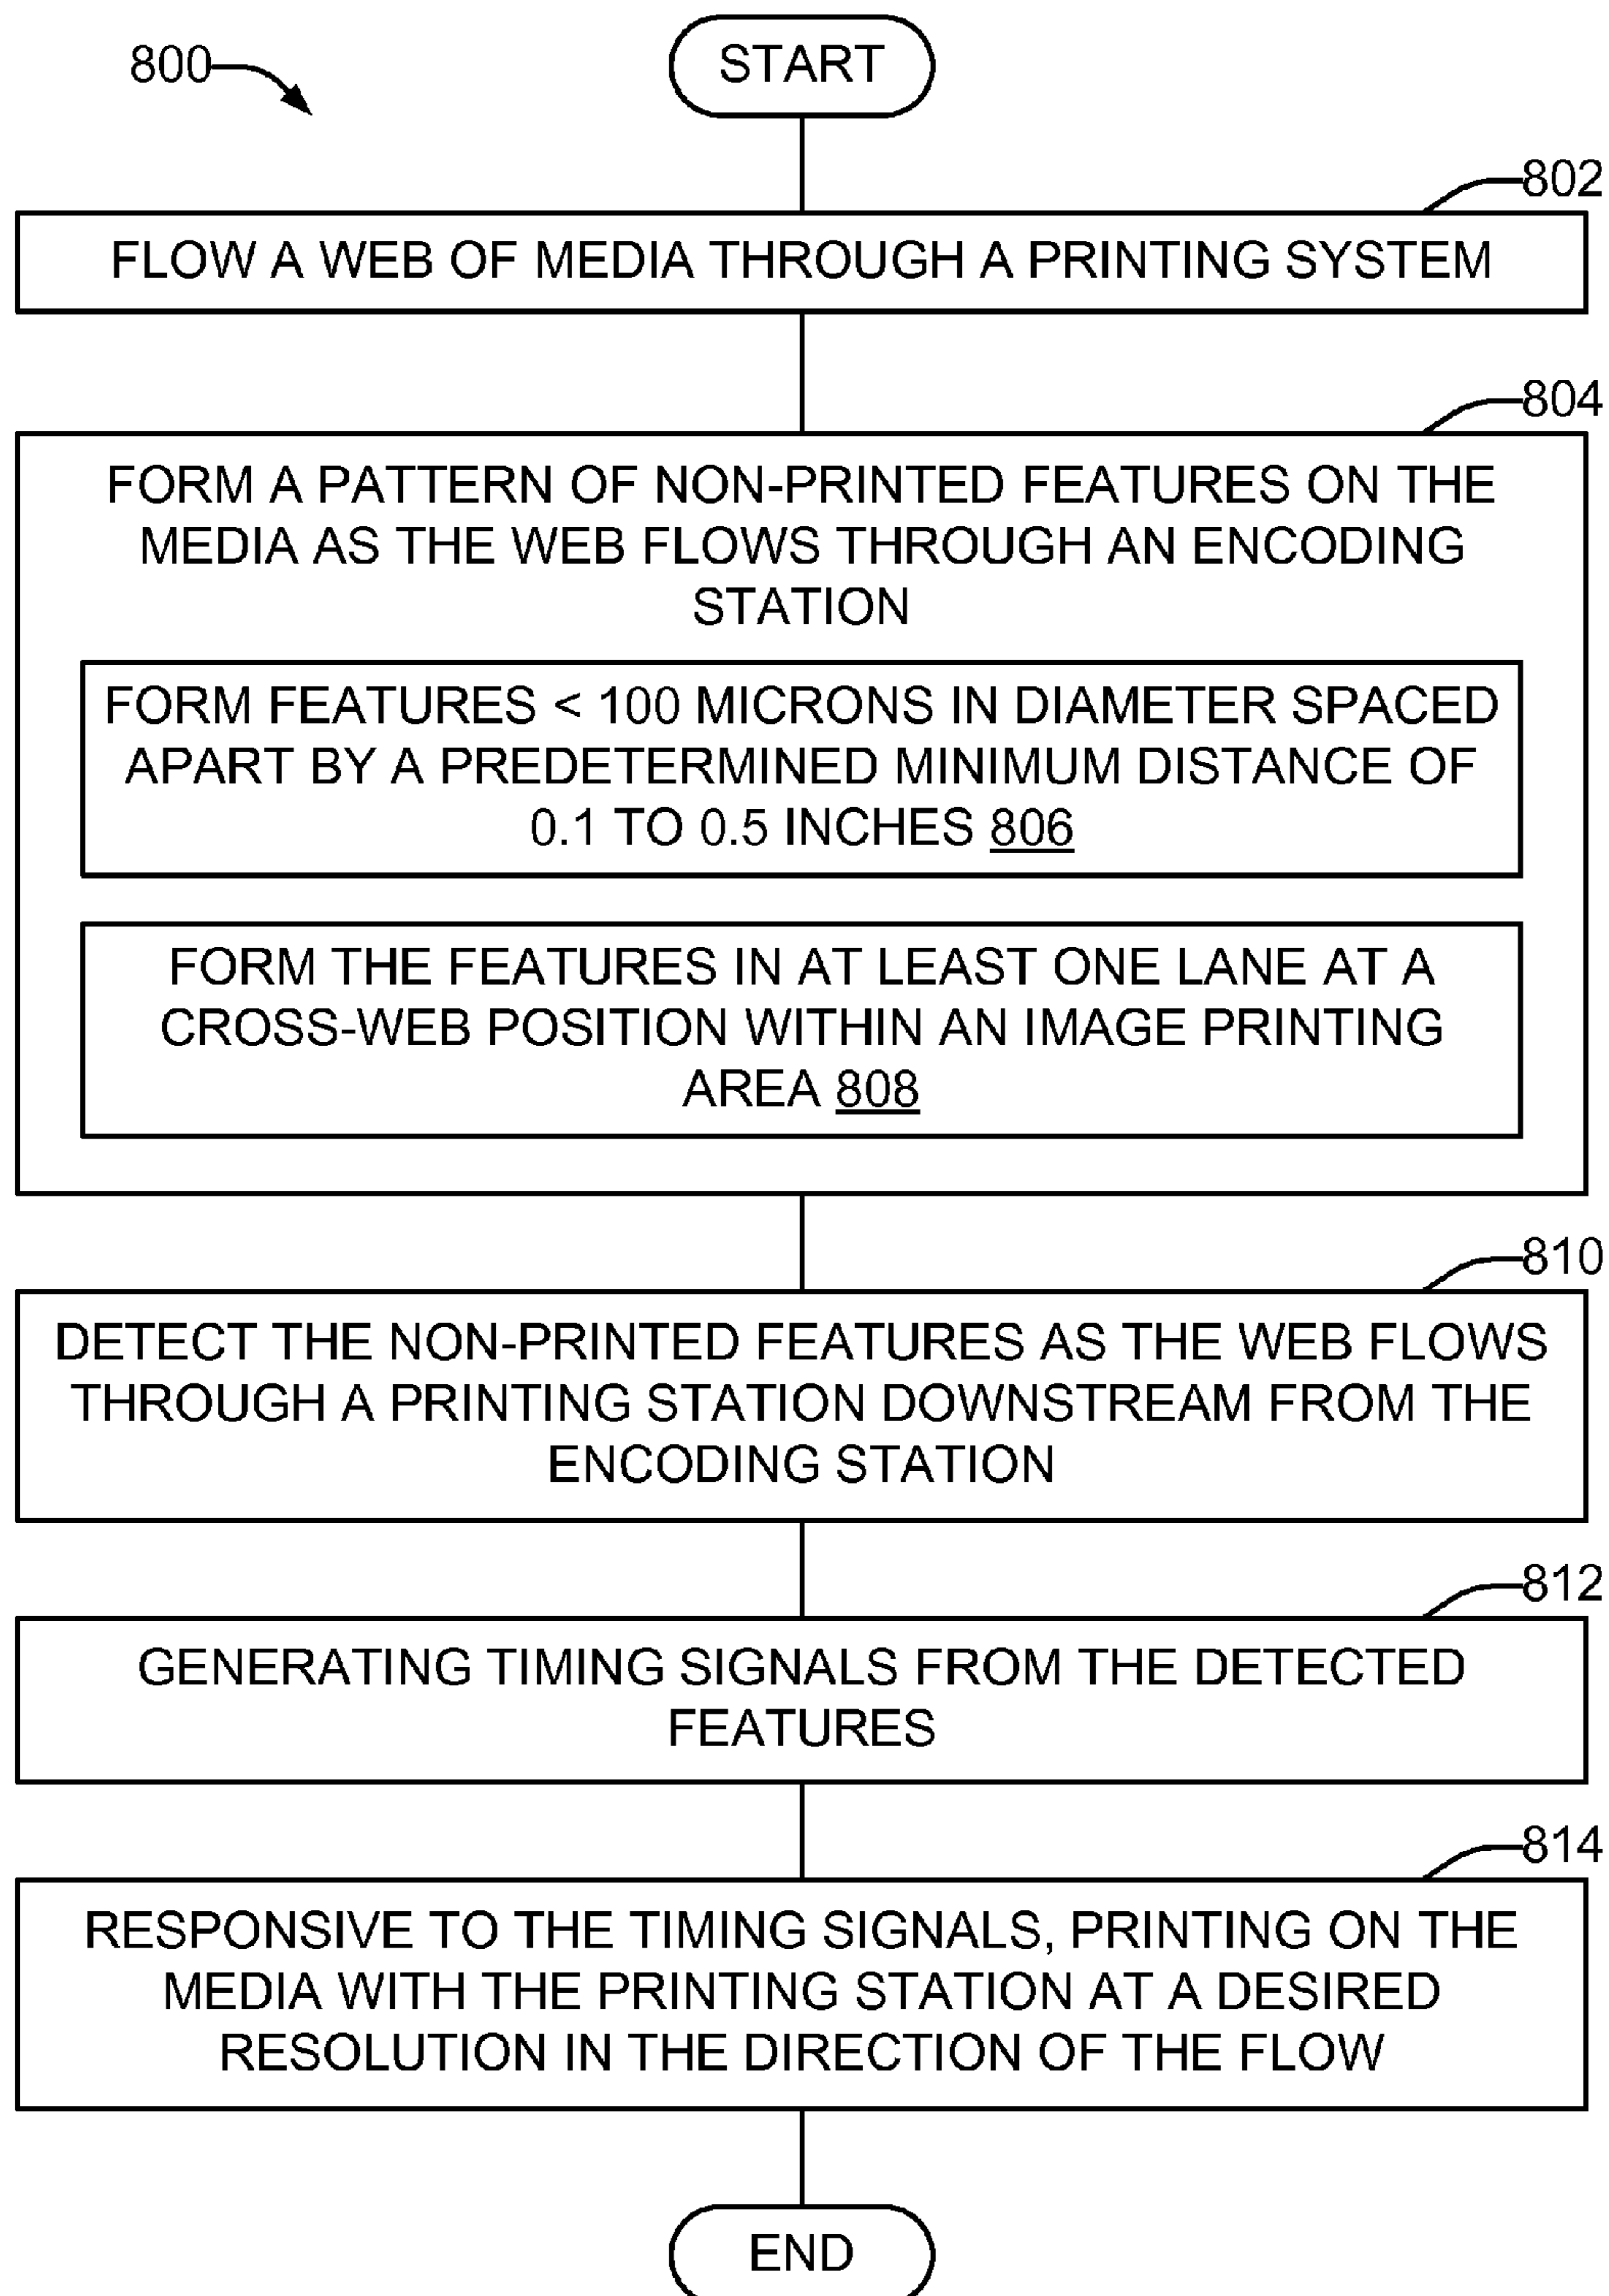 800
START
802
FLOW A WEB OF MEDIA THROUGH A PRINTING SYSTEM
804
FORM A PATTERN OF NON-PRINTED FEATURES ON THE
MEDIA AS THE WEB FLOWS THROUGH AN ENCODING
STATION
FORM FEATURES < 100 MICRONS IN DIAMETER SPACED
APART BY A PREDETERMINED MINIMUM DISTANCE OF
0.1 TO 0.5 INCHES 806
FORM THE FEATURES IN AT LEAST ONE LANE AT A
CROSS-WEB POSITION WITHIN AN IMAGE PRINTING
AREA 808
810
DETECT THE NON-PRINTED FEATURES AS THE WEB FLOWS
THROUGH A PRINTING STATION DOWNSTREAM FROM THE
ENCODING STATION
812
GENERATING TIMING SIGNALS FROM THE DETECTED
FEATURES
814
RESPONSIVE TO THE TIMING SIGNALS, PRINTING ON THE
MEDIA WITH THE PRINTING STATION AT A DESIRED
RESOLUTION IN THE DIRECTION OF THE FLOW
END